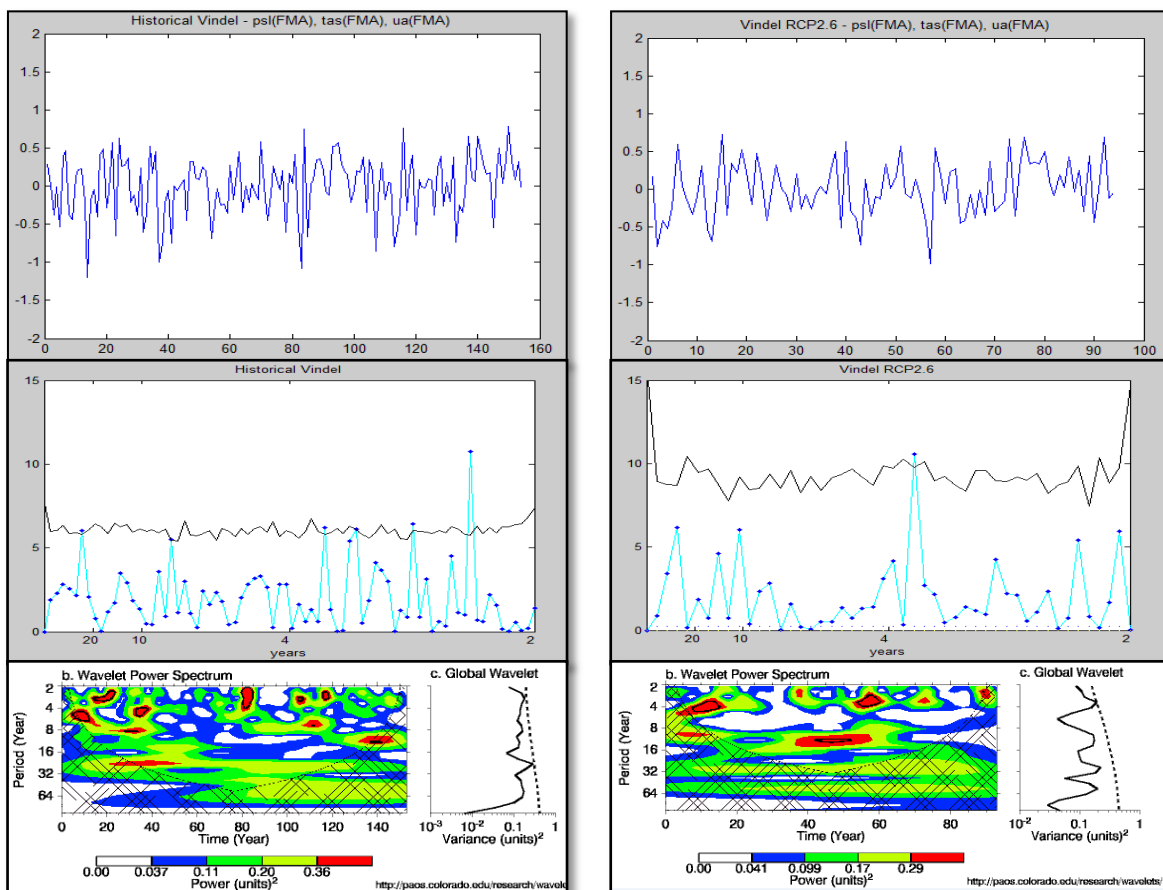 Historical Vindel - psl(FMA), tas(FMA), ua(FMA)
2
1.5
1
0.5
0
-0.5
-1
-1.5
-2
0 20 40 60 80 100 120 140 160
Vindel RCP2.6 - psl(FMA), tas(FMA), ua(FMA)
2
1.5
1
0.5
0
-0.5
-1
-1.5
-2
0 10 20 30 40 50 60 70 80 90 100
Historical Vindel
15
10
5
0
20 10 4 2
years
Vindel RCP2.6
15
10
5
0
20 10 4 2
years
b. Wavelet Power Spectrum
Period (Year)
2
4
8
16
32
64
0 20 40 60 80 100 120 140
Time (Year)
0.00 0.037 0.11 0.20 0.36
Power (units)²
c. Global Wavelet
10⁻³ 0.1 10⁰
Variance (units)²
http://paos.colorado.edu/research/wavele
b. Wavelet Power Spectrum
Period (Year)
2
4
8
16
32
64
0 20 40 60 80
Time (Year)
0.00 0.041 0.099 0.17 0.29
Power (units)²
c. Global Wavelet
10⁻² 0.1 10⁰
Variance (units)²
http://paos.colorado.edu/research/wavelets/